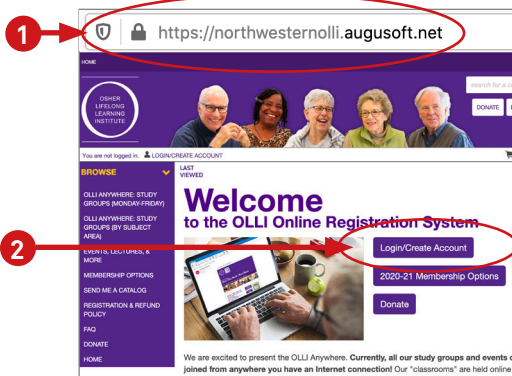 1
https://northwesternolli.augusoft.net
HOME
OSHER
LIFELONG
LEARNING
INSTITUTE
search for a
DONATE
You are not logged in. LOGIN/CREATE ACCOUNT
BROWSE
LAST
VIEWED
OLLI ANYWHERE: STUDY
GROUPS (MONDAY-FRIDAY)
OLLI ANYWHERE: STUDY
GROUPS (BY SUBJECT
AREA)
EVENTS, LECTURES, &
MORE
MEMBERSHIP OPTIONS
SEND ME A CATALOG
REGISTRATION & REFUND
POLICY
FAQ
DONATE
HOME
Welcome
to the OLLI Online Registration System
2
Login/Create Account
2020-21 Membership Options
Donate
We are excited to present the OLLI Anywhere. Currently, all our study groups and events
joined from anywhere you have an Internet connection! Our "classrooms" are held online